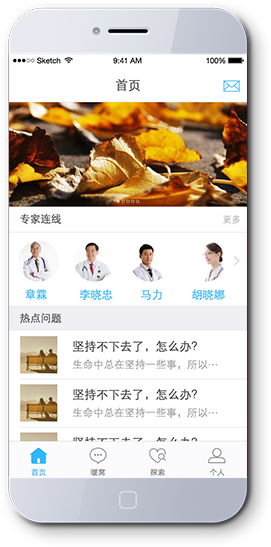 Sketch 9:41 AM 100%
首页
专家连线 更多
章霖 李晓忠 马力 胡晓娜
热点问题
坚持不下去了，怎么办?
生命中总在坚持一些事，所以…
坚持不下去了，怎么办?
生命中总在坚持一些事，所以…
首页 暖窝 探索 个人